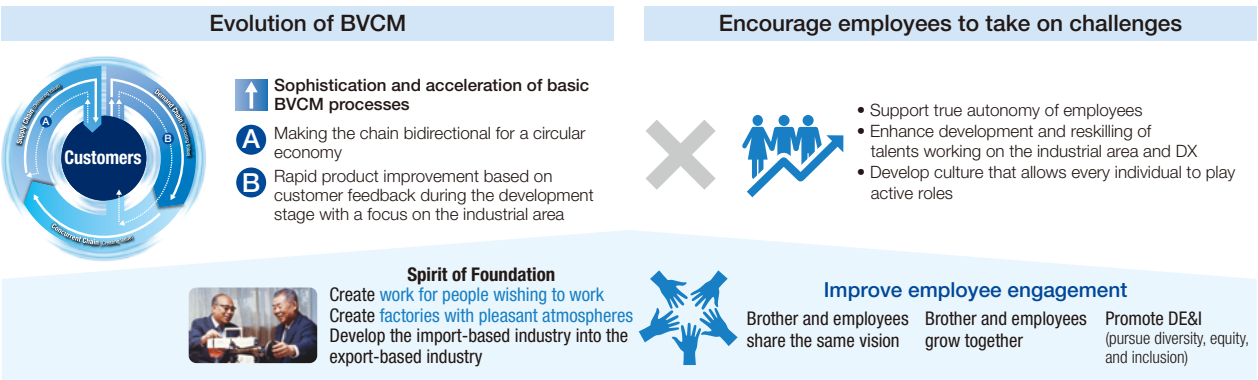 Evolution of BVCM
Supply Chain (Delivering Value)
Demand Chain (Selecting Value)
A
B
Customers
Concurrent Chain (Creating Value)
Sophistication and acceleration of basic
BVCM processes
A Making the chain bidirectional for a circular
economy
B Rapid product improvement based on
customer feedback during the development
stage with a focus on the industrial area
Encourage employees to take on challenges
• Support true autonomy of employees
• Enhance development and reskilling of
talents working on the industrial area and DX
• Develop culture that allows every individual to play
active roles
Spirit of Foundation
Create work for people wishing to work
Create factories with pleasant atmospheres
Develop the import-based industry into the
export-based industry
Improve employee engagement
Brother and employees
share the same vision
Brother and employees
grow together
Promote DE&I
(pursue diversity, equity,
and inclusion)